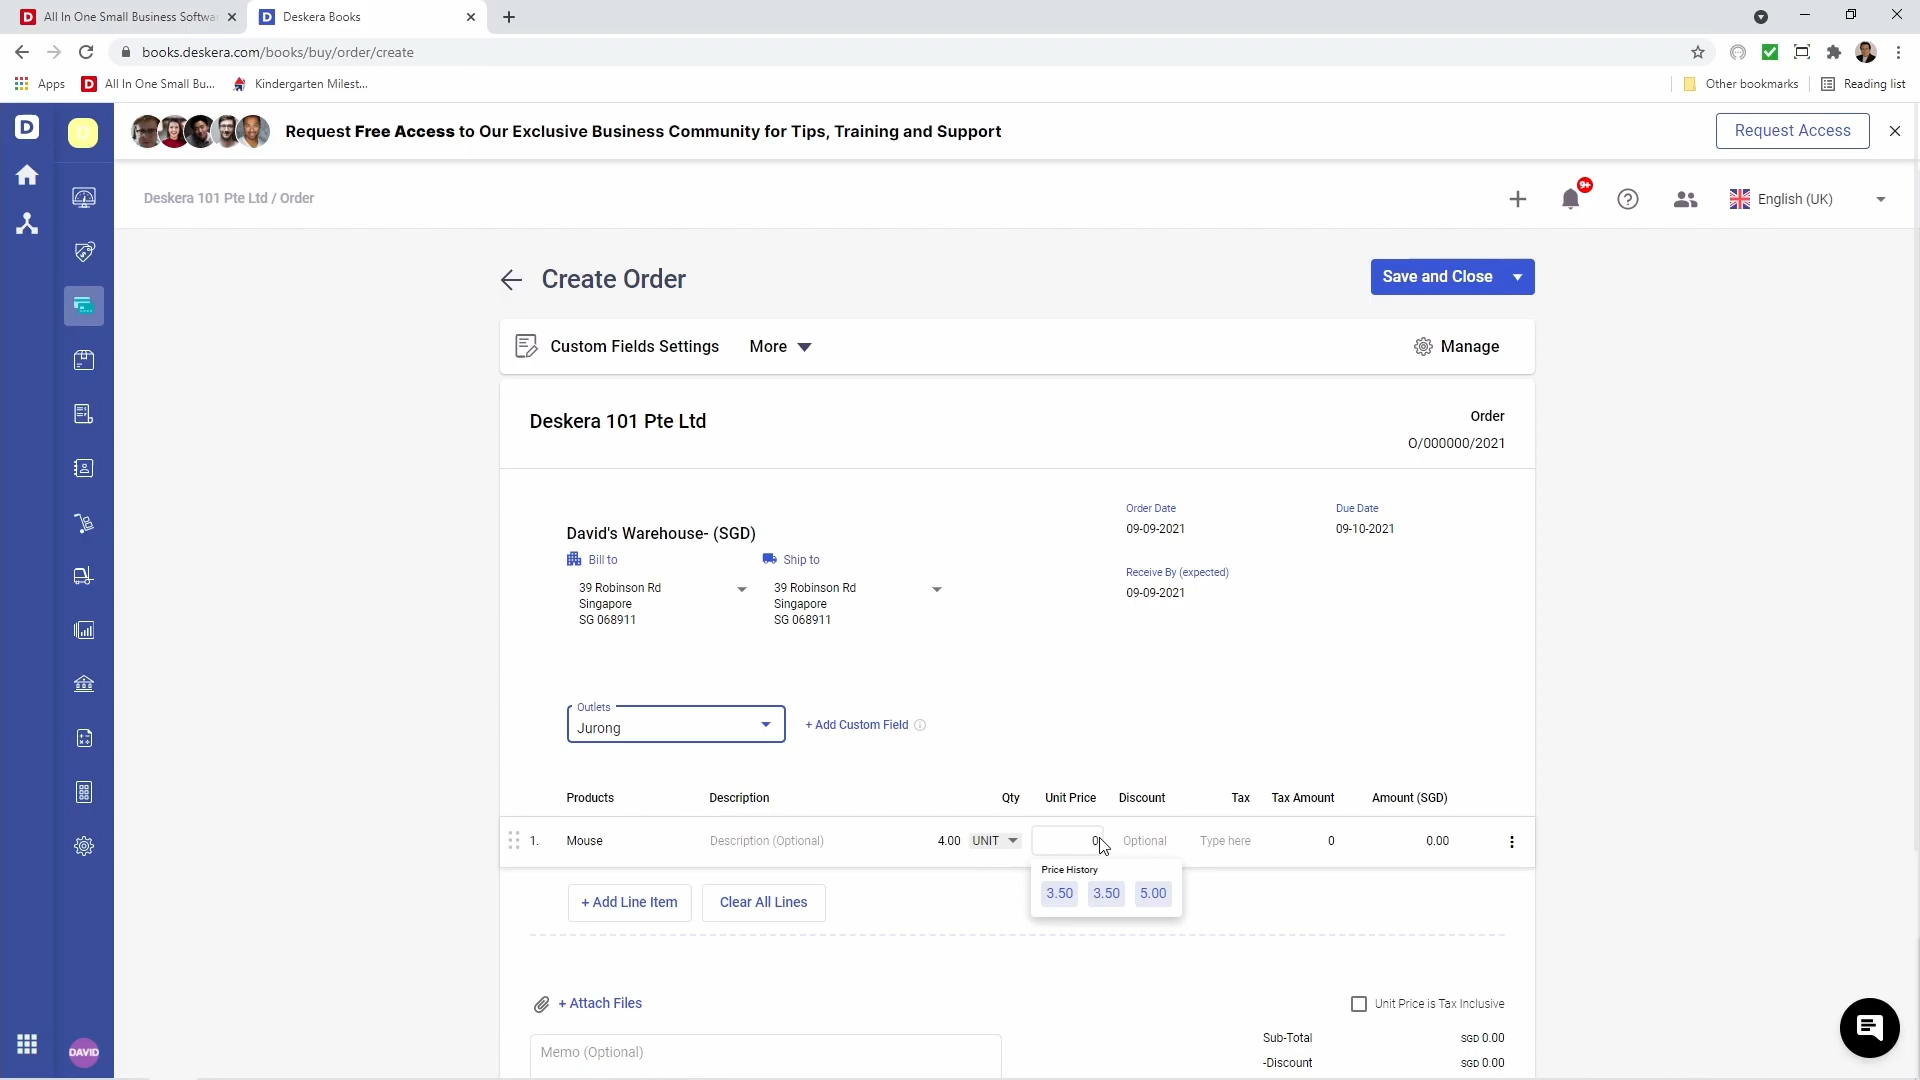 All In One Small Business Softwa
Deskera Books
books.deskera.com/books/buy/order/create
Apps
All In One Small Bu...
Kindergarten Milest...
Other bookmarks
Reading list
Request Free Access to Our Exclusive Business Community for Tips, Training and Support
Request Access
Deskera 101 Pte Ltd / Order
9+
English (UK)
Create Order
Save and Close
Custom Fields Settings
More
Manage
Deskera 101 Pte Ltd
Order
O/000000/2021
David's Warehouse- (SGD)
Bill to
Ship to
39 Robinson Rd
Singapore
SG 068911
39 Robinson Rd
Singapore
SG 068911
Order Date
09-09-2021
Due Date
09-10-2021
Receive By (expected)
09-09-2021
Outlets
Jurong
+ Add Custom Field
Products Description Qty Unit Price Discount Tax Tax Amount Amount (SGD)
1. Mouse Description (Optional) 4.00 UNIT 0 Optional Type here 0 0.00
Price History
3.50 3.50 5.00
+ Add Line Item
Clear All Lines
+ Attach Files
Unit Price is Tax Inclusive
Memo (Optional)
Sub-Total SGD 0.00
-Discount SGD 0.00
DAVID